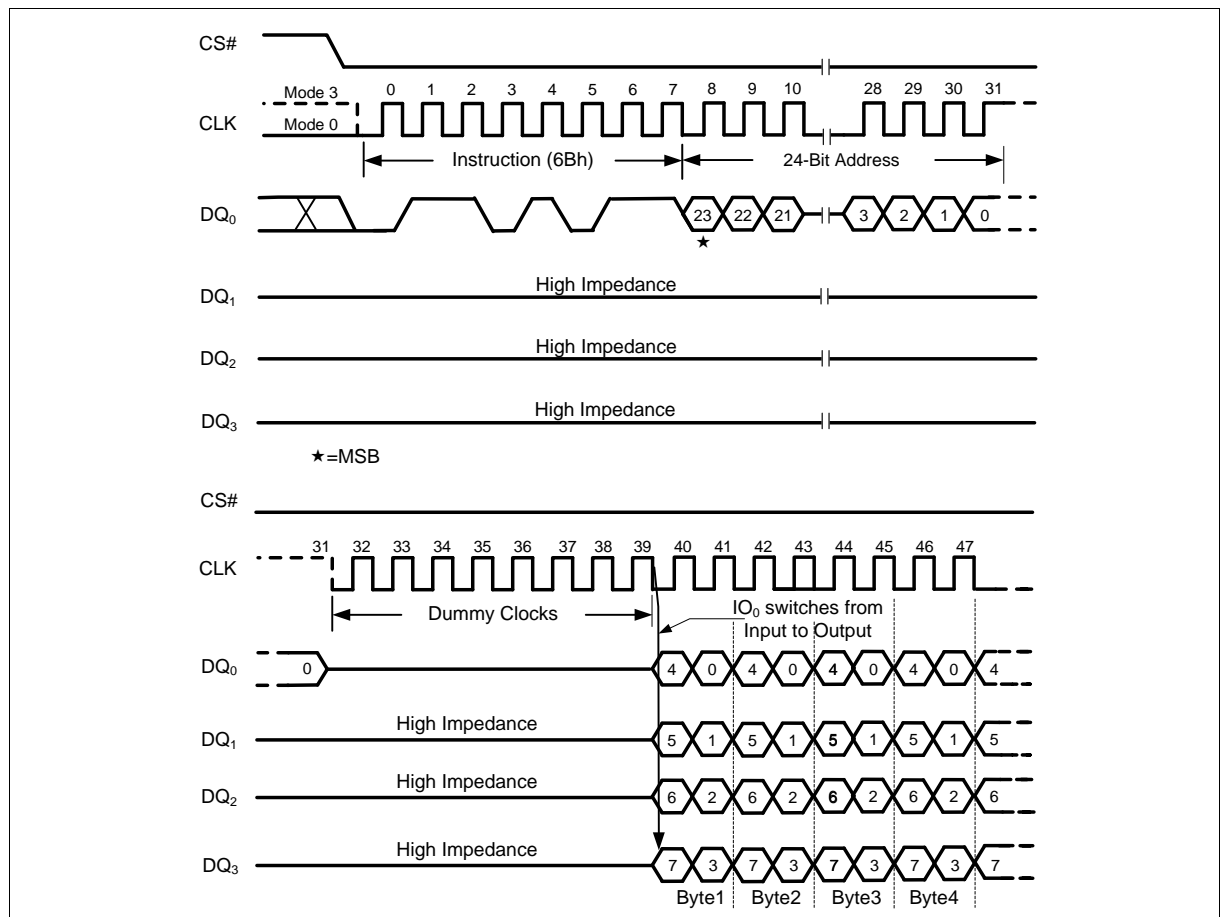 CS#
Mode 3 0 1 2 3 4 5 6 7 8 9 10 28 29 30 31
CLK Mode 0
Instruction (6Bh) 24-Bit Address
DQ0 23 22 21 3 2 1 0
★
High Impedance
DQ1
High Impedance
DQ2
High Impedance
DQ3
★=MSB
CS#
31 32 33 34 35 36 37 38 39 40 41 42 43 44 45 46 47
CLK
Dummy Clocks
IO0 switches from
Input to Output
DQ0 0 4 0 4 0 4 0 4 0 4
High Impedance
DQ1 5 1 5 1 5 1 5 1 5
High Impedance
DQ2 6 2 6 2 6 2 6 2 6
High Impedance
DQ3 7 3 7 3 7 3 7 3 7
Byte1 Byte2 Byte3 Byte4